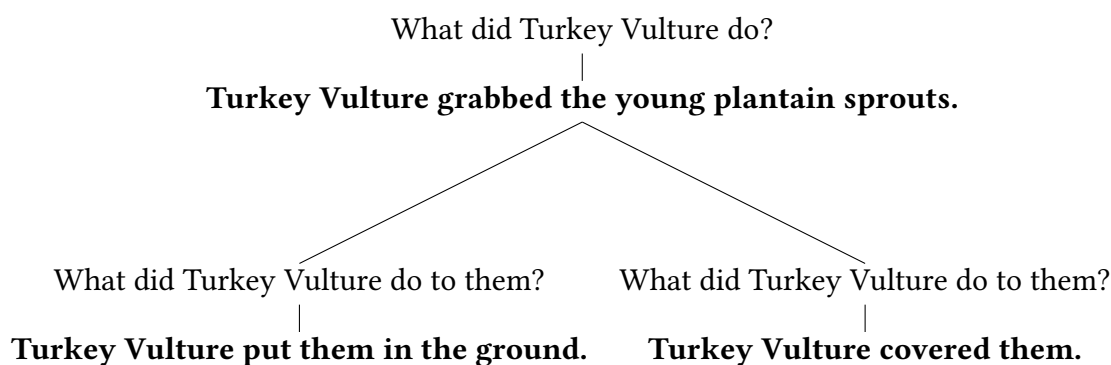 What did Turkey Vulture do?
Turkey Vulture grabbed the young plantain sprouts.
What did Turkey Vulture do to them? What did Turkey Vulture do to them?
Turkey Vulture put them in the ground. Turkey Vulture covered them.